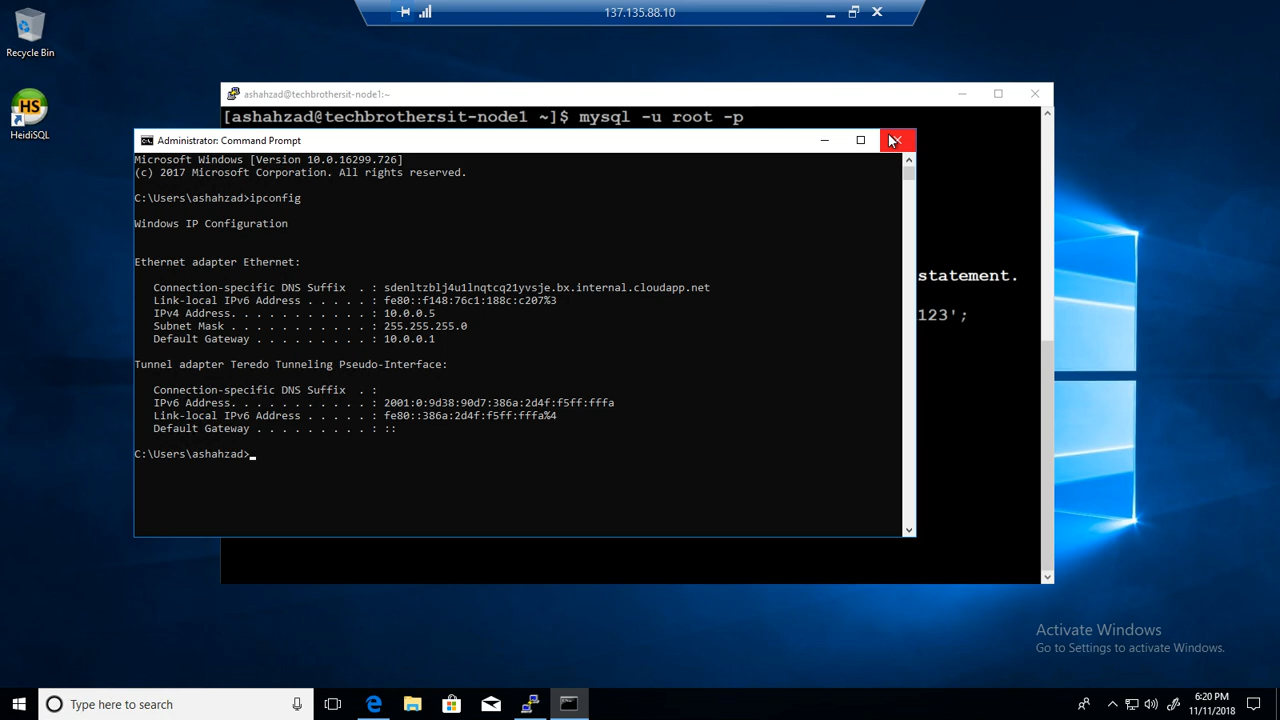 137.135.88.10
Recycle Bin
HS
HeidiSQL
ashahzad@techbrothersit-node1:~
[ashahzad@techbrothersit-node1 ~]$ mysql -u root -p
statement.
123';
Administrator: Command Prompt
Microsoft Windows [Version 10.0.16299.726]
(c) 2017 Microsoft Corporation. All rights reserved.
C:\Users\ashahzad>ipconfig
Windows IP Configuration
Ethernet adapter Ethernet:
Connection-specific DNS Suffix . : sdenltzblj4u1lnqtcq21yvsje.bx.internal.cloudapp.net
Link-local IPv6 Address . . . . . : fe80::f148:76c1:188c:c207%3
IPv4 Address. . . . . . . . . . . : 10.0.0.5
Subnet Mask . . . . . . . . . . . : 255.255.255.0
Default Gateway . . . . . . . . . : 10.0.0.1
Tunnel adapter Teredo Tunneling Pseudo-Interface:
Connection-specific DNS Suffix . :
IPv6 Address. . . . . . . . . . . : 2001:0:9d38:90d7:386a:2d4f:f5ff:fffa
Link-local IPv6 Address . . . . . : fe80::386a:2d4f:f5ff:fffa%4
Default Gateway . . . . . . . . . : ::
C:\Users\ashahzad>
Activate Windows
Go to Settings to activate Windows.
Type here to search
6:20 PM
11/11/2018